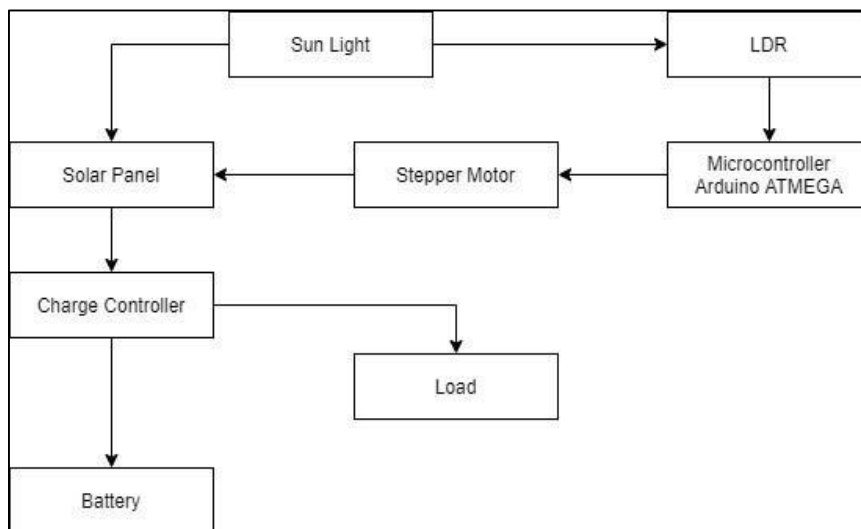 Sun Light
LDR
Solar Panel
Stepper Motor
Microcontroller
Arduino ATMEGA
Charge Controller
Load
Battery